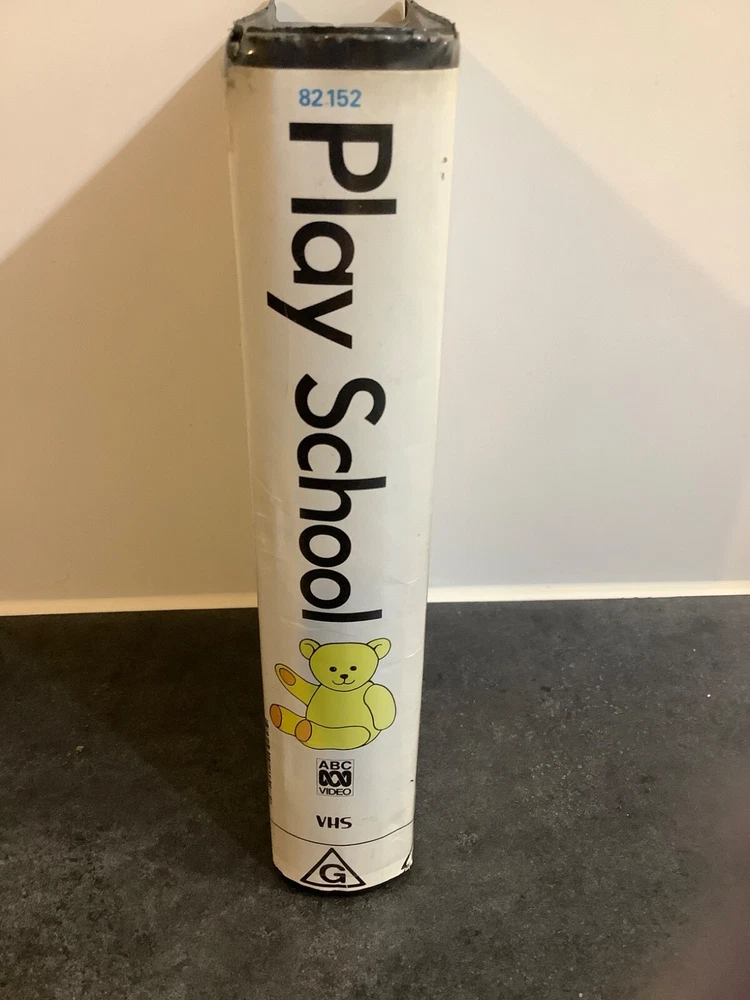 82152
Play School
ABC
VIDEO
VHS
G